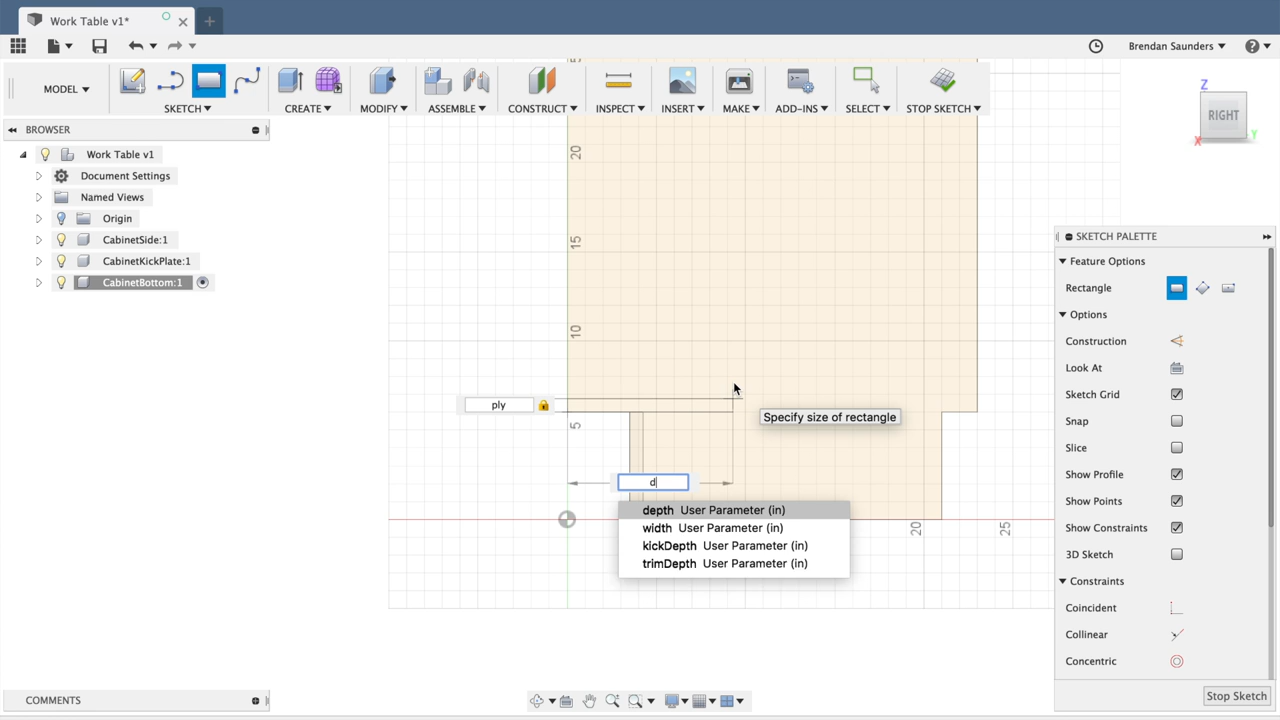 Work Table v1*
Brendan Saunders
MODEL
SKETCH
CREATE
MODIFY
ASSEMBLE
CONSTRUCT
INSPECT
INSERT
MAKE
ADD-INS
SELECT
STOP SKETCH
Z
RIGHT
X
Y
BROWSER
Work Table v1
Document Settings
Named Views
Origin
CabinetSide:1
CabinetKickPlate:1
CabinetBottom:1
20
15
10
5
20
25
ply
Specify size of rectangle
d
depth User Parameter (in)
width User Parameter (in)
kickDepth User Parameter (in)
trimDepth User Parameter (in)
SKETCH PALETTE
Feature Options
Rectangle
Options
Construction
Look At
Sketch Grid
Snap
Slice
Show Profile
Show Points
Show Constraints
3D Sketch
Constraints
Coincident
Collinear
Concentric
Stop Sketch
COMMENTS